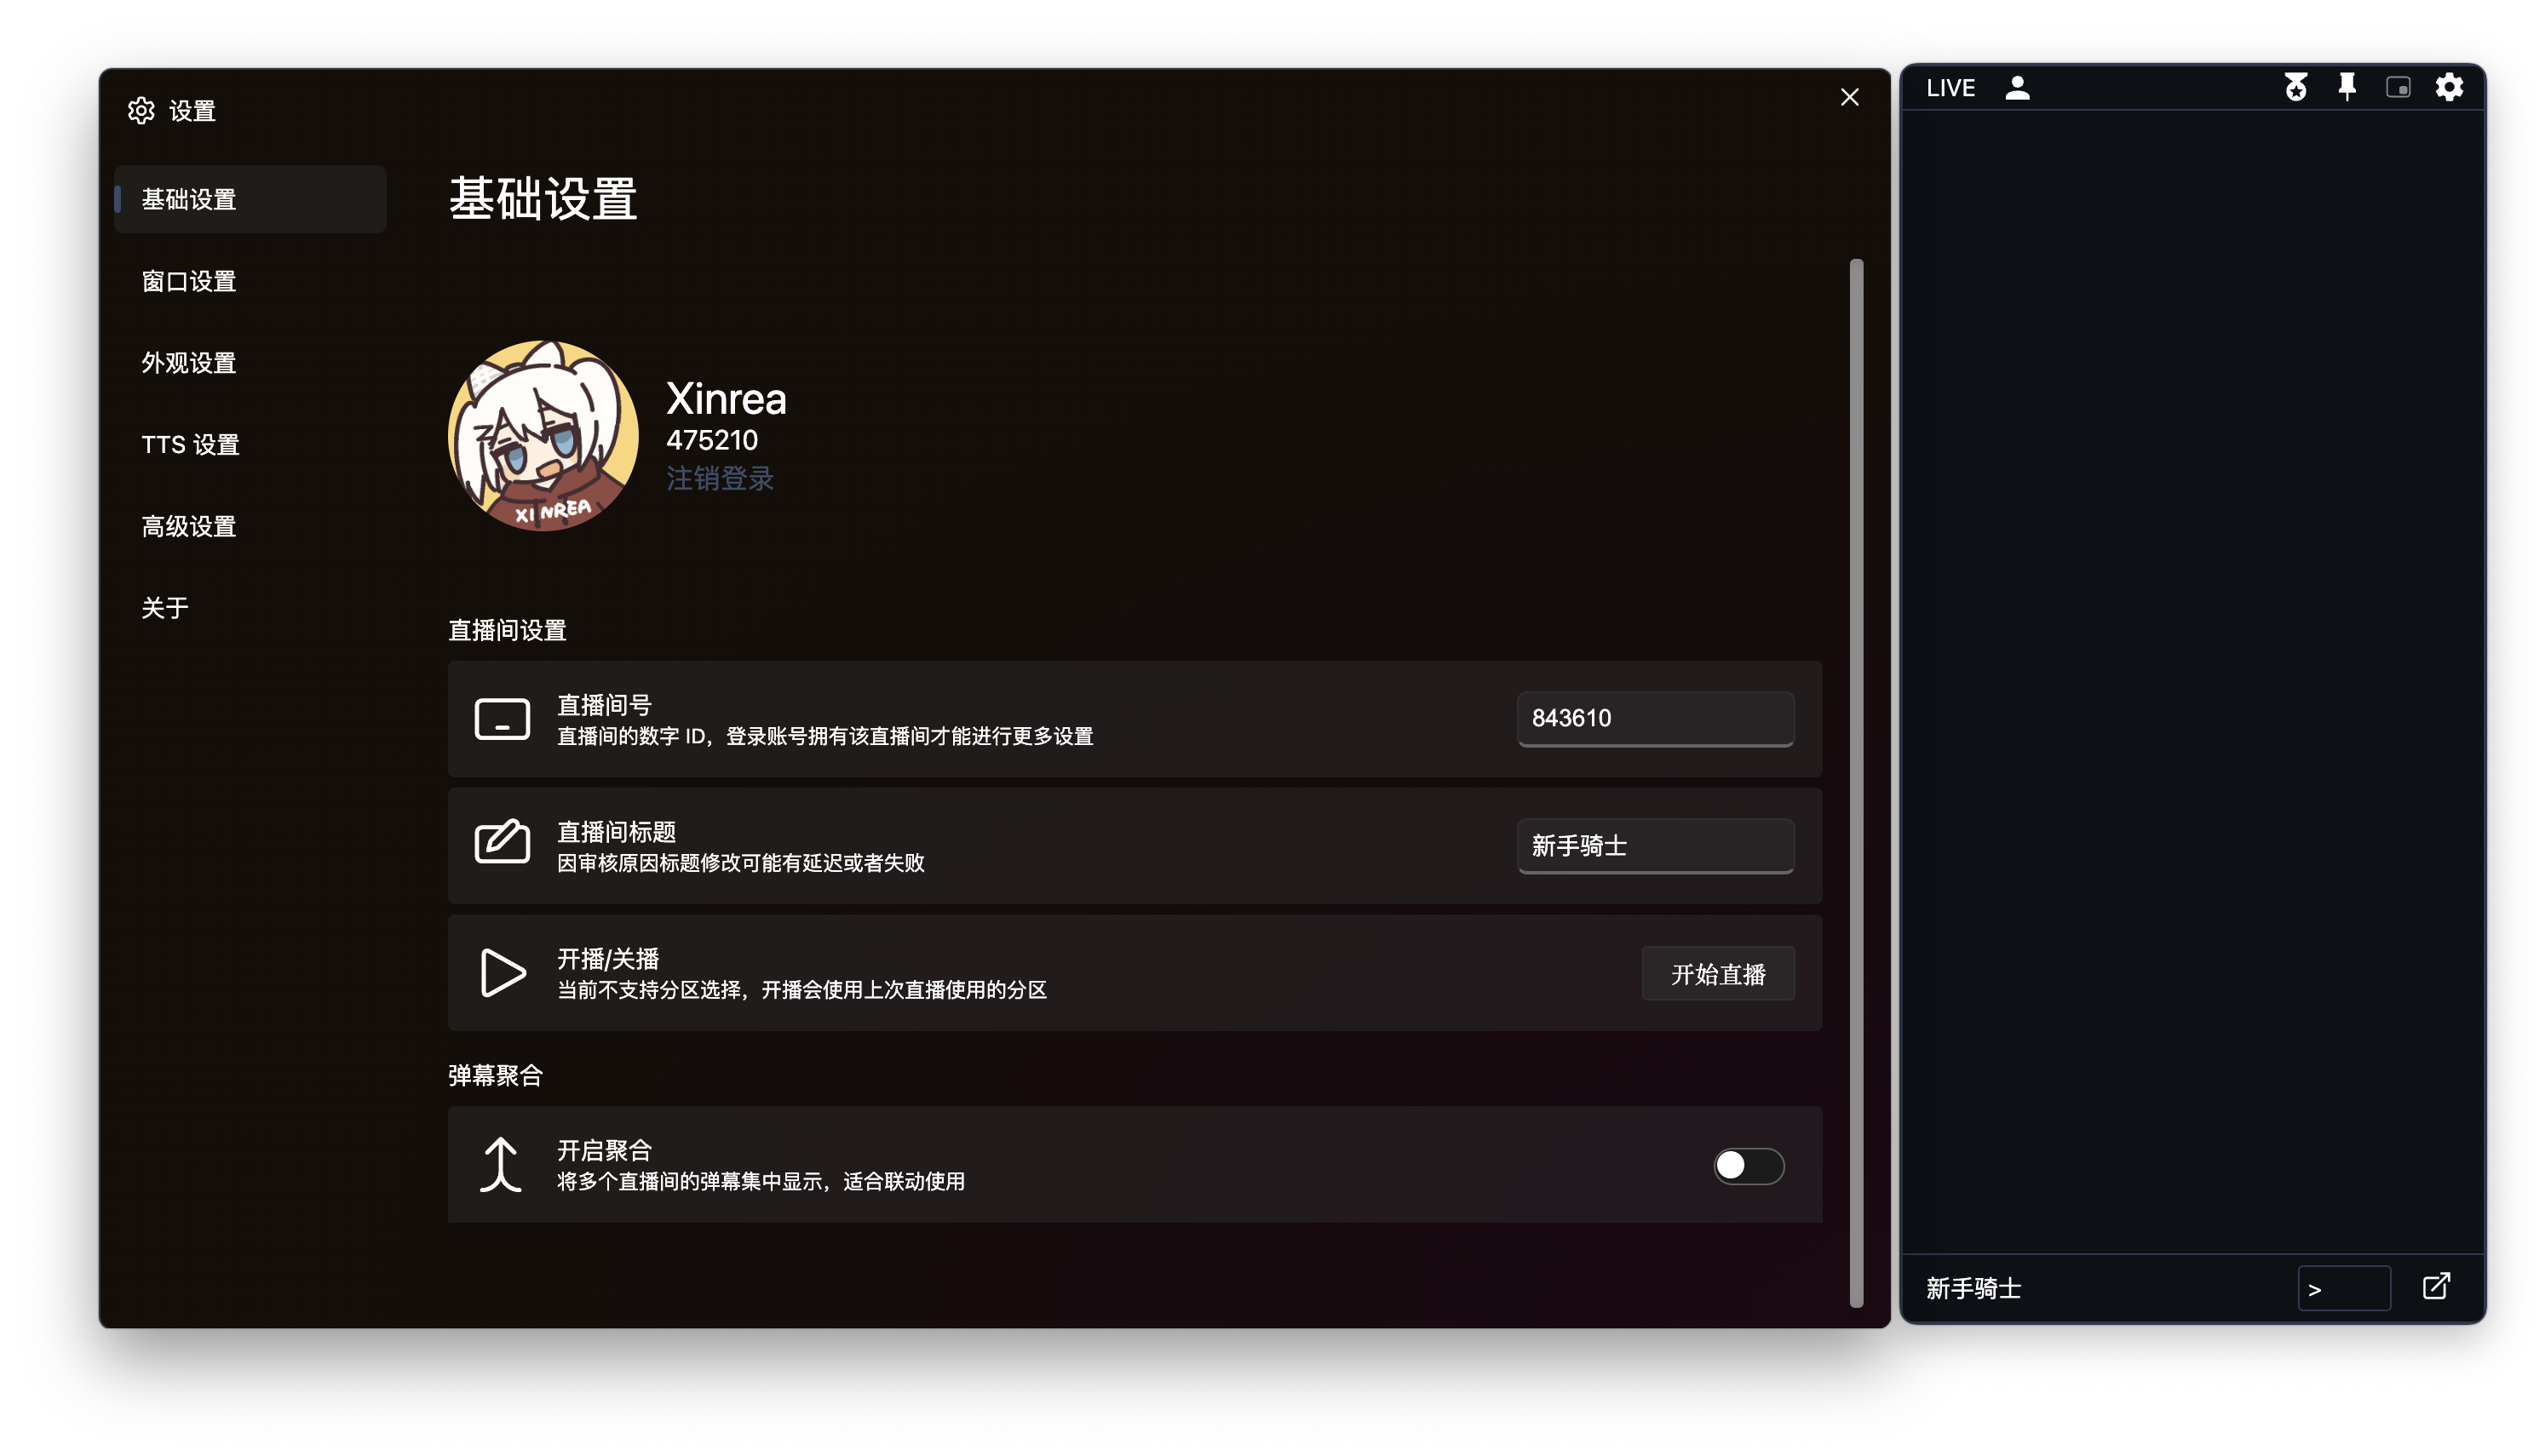 设置
基础设置
窗口设置
外观设置
TTS 设置
高级设置
关于
基础设置
XINREA
Xinrea
475210
注销登录
直播间设置
直播间号
直播间的数字 ID，登录账号拥有该直播间才能进行更多设置
843610
直播间标题
因审核原因标题修改可能有延迟或者失败
新手骑士
开播/关播
当前不支持分区选择，开播会使用上次直播使用的分区
开始直播
弹幕聚合
开启聚合
将多个直播间的弹幕集中显示，适合联动使用
LIVE
新手骑士
>